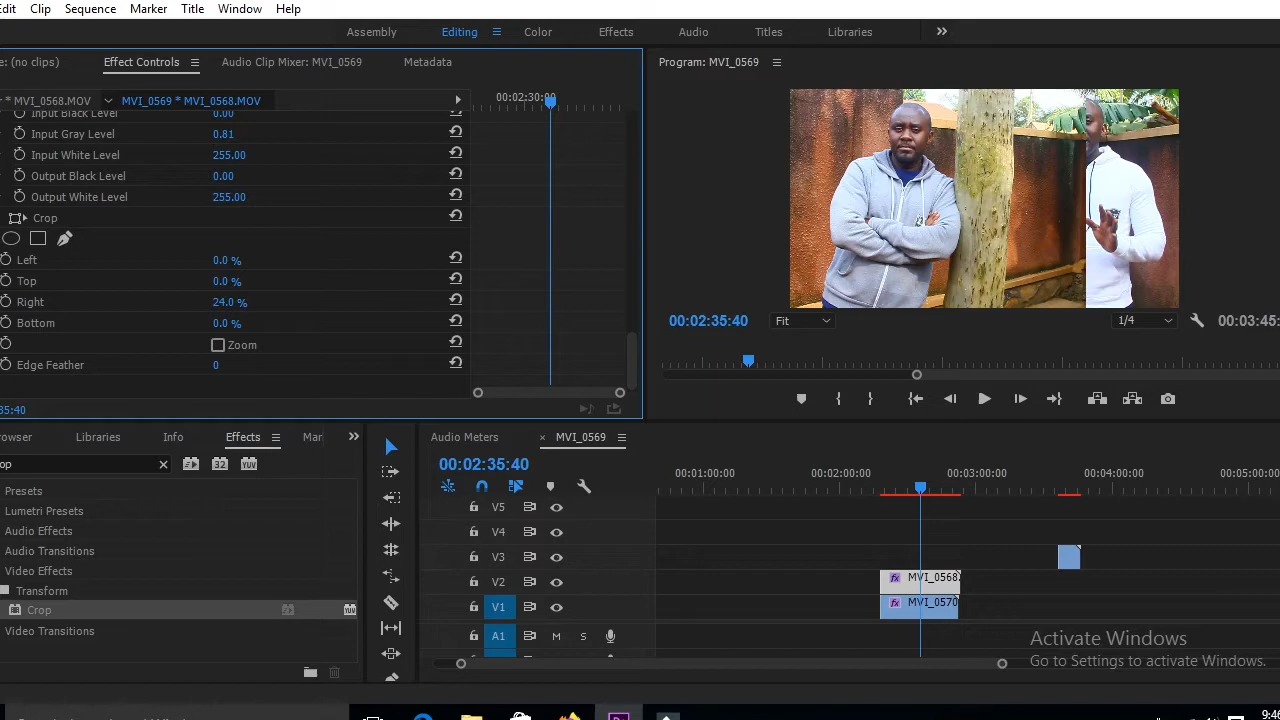 Edit Clip Sequence Marker Title Window Help
Assembly Editing Color Effects Audio Titles Libraries
e: (no clips) Effect Controls Audio Clip Mixer: MVI_0569 Metadata Program: MVI_0569
* MVI_0568.MOV MVI_0569 * MVI_0568.MOV 00:02:30:00
Input Black Level 0.00
Input Gray Level 0.81
Input White Level 255.00
Output Black Level 0.00
Output White Level 255.00
Crop
Left 0.0 %
Top 0.0 %
Right 24.0 %
Bottom 0.0 %
Zoom
Edge Feather 0
00:02:35:40 Fit 1/4 00:03:45:
35:40
rowser Libraries Info Effects Mar
op
Presets
Lumetri Presets
Audio Effects
Audio Transitions
Video Effects
Transform
Crop
Video Transitions
Audio Meters × MVI_0569
00:02:35:40
00:01:00:00 00:02:00:00 00:03:00:00 00:04:00:00 00:05:00:00
V5
V4
V3
V2 fx MVI_0568
V1 fx MVI_0570
A1 M S
Activate Windows
Go to Settings to activate Windows.
9:46